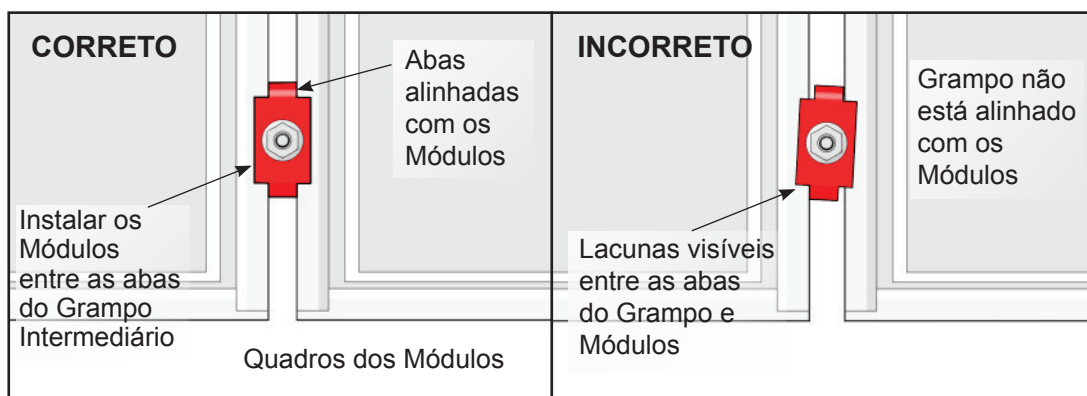 CORRETO
Abas
alinhadas
com os
Módulos
Instalar os
Módulos
entre as abas
do Grampo
Intermediário
Quadros dos Módulos
INCORRETO
Grampo não
está alinhado
com os
Módulos
Lacunas visíveis
entre as abas
do Grampo e
Módulos